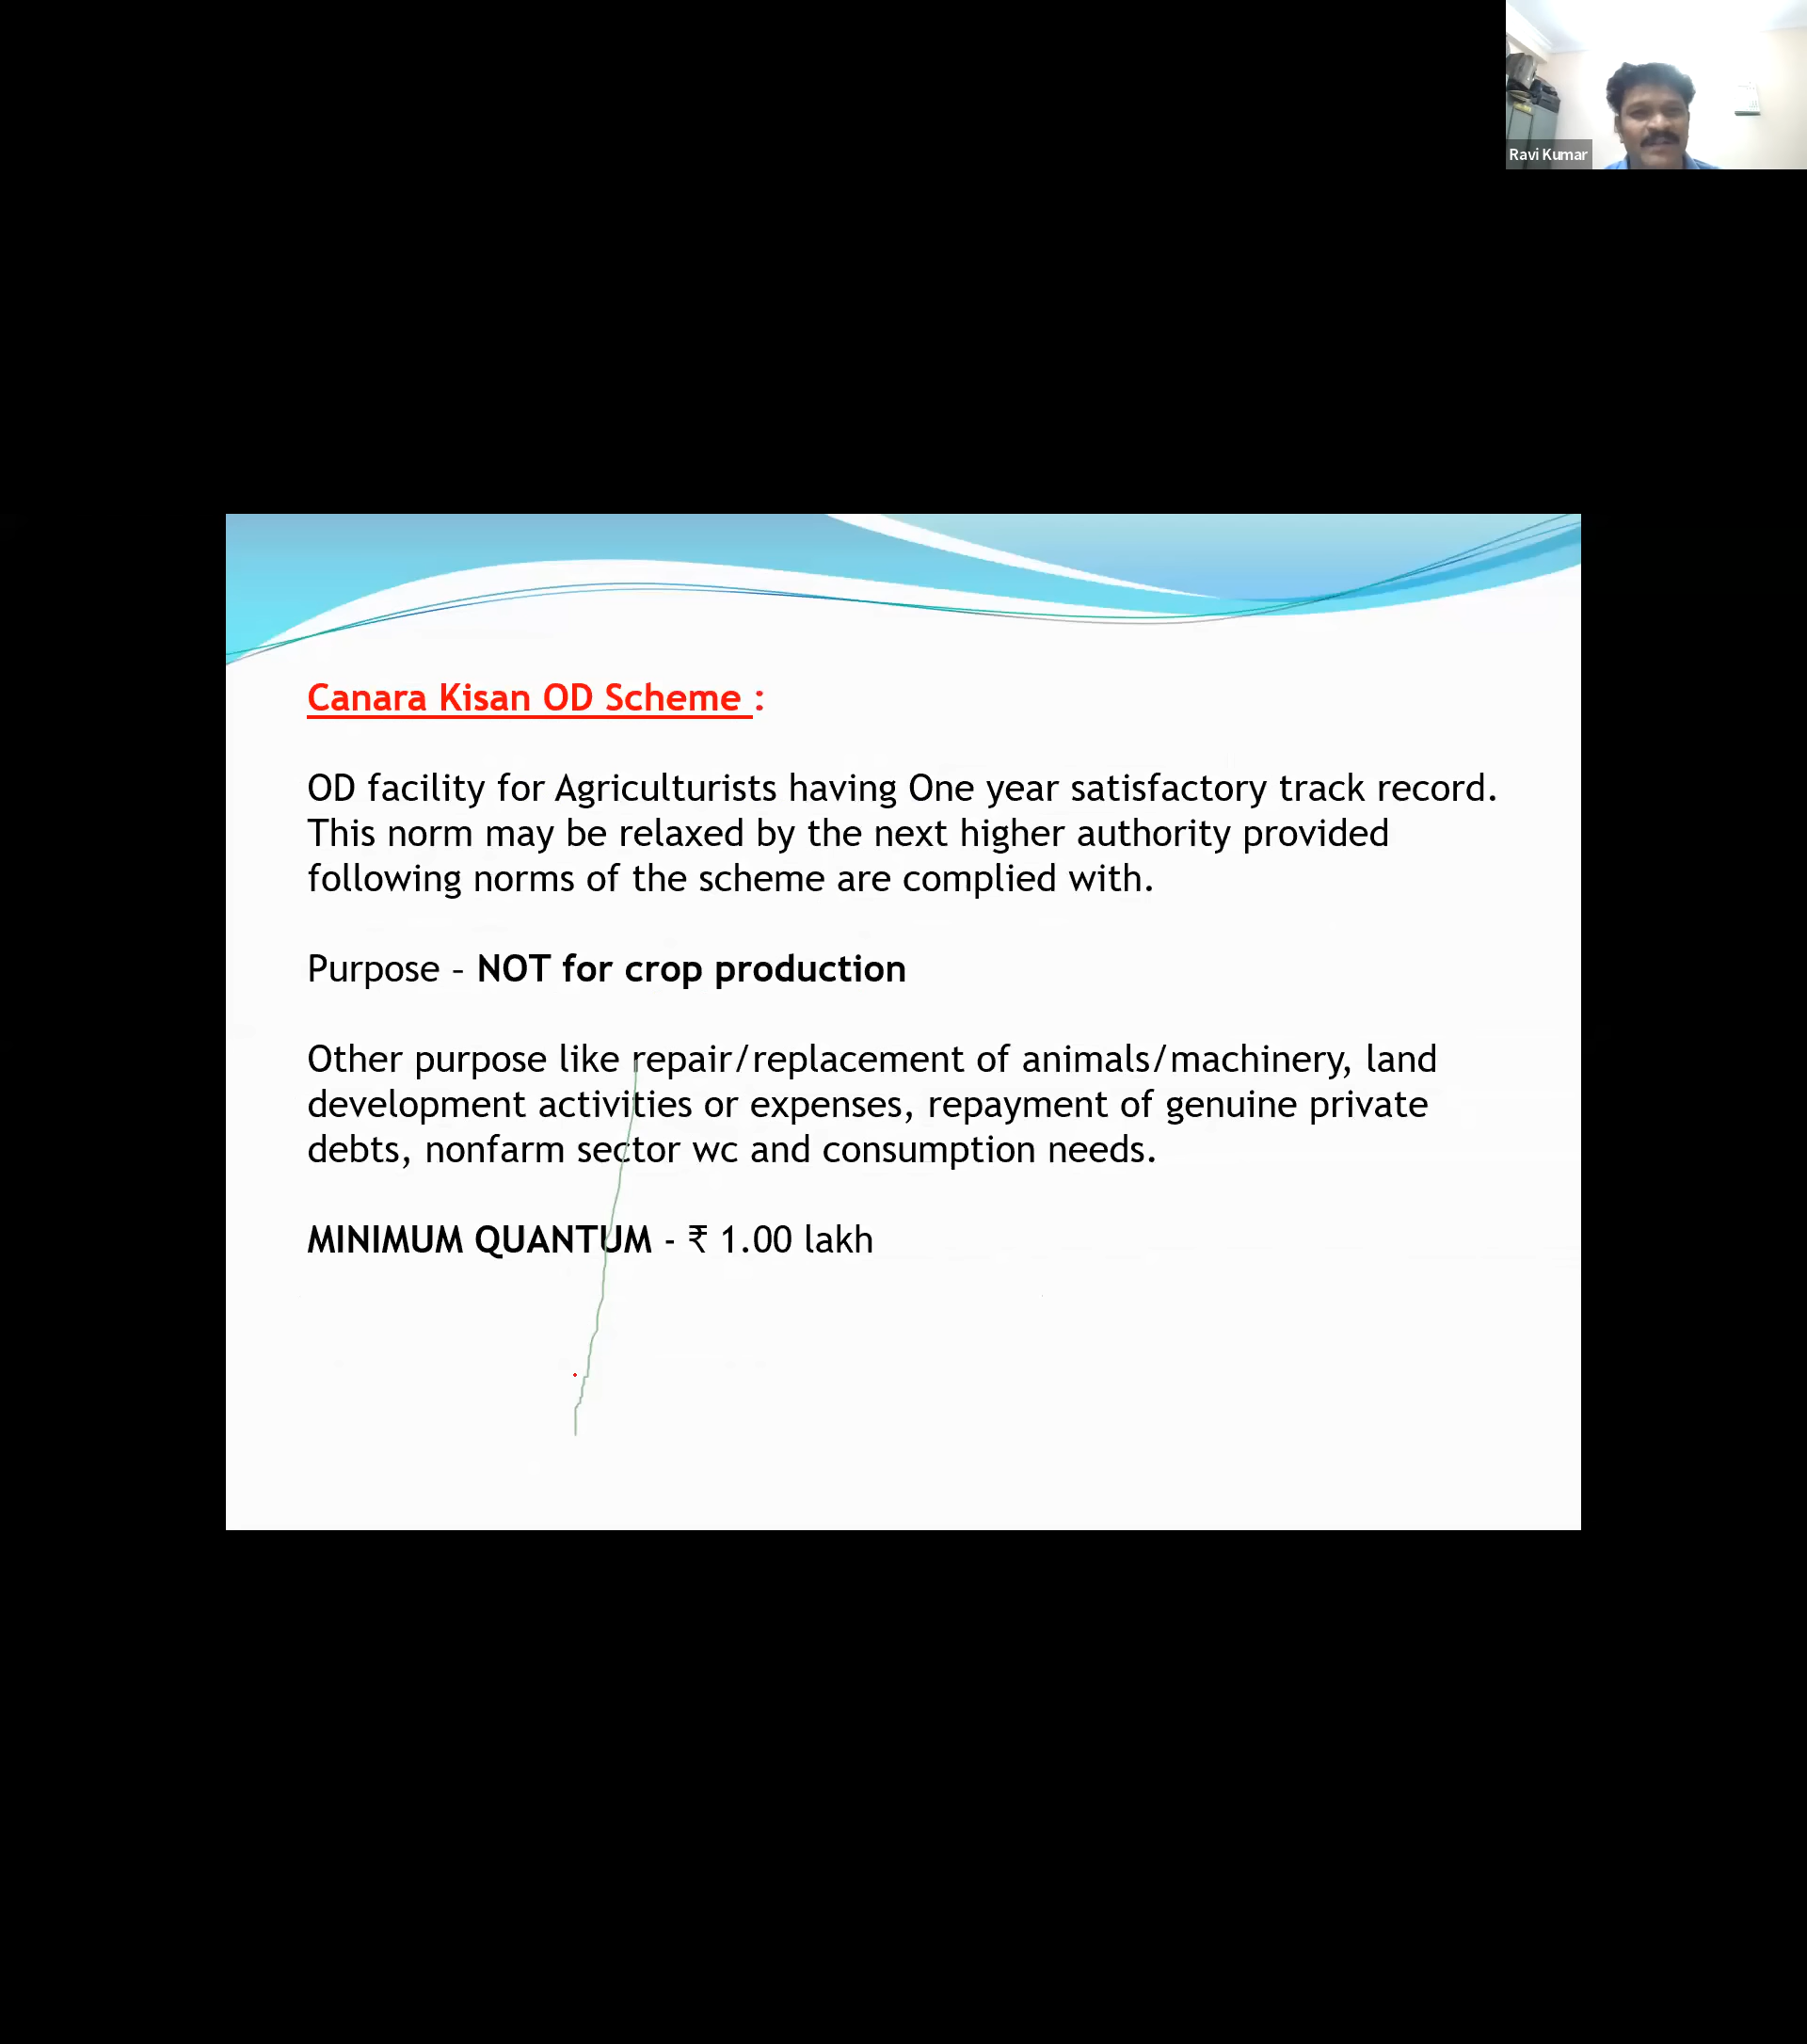 Ravi Kumar
Canara Kisan OD Scheme :
OD facility for Agriculturists having One year satisfactory track record.
This norm may be relaxed by the next higher authority provided
following norms of the scheme are complied with.
Purpose – NOT for crop production
Other purpose like repair/replacement of animals/machinery, land
development activities or expenses, repayment of genuine private
debts, nonfarm sector wc and consumption needs.
MINIMUM QUANTUM - ₹ 1.00 lakh